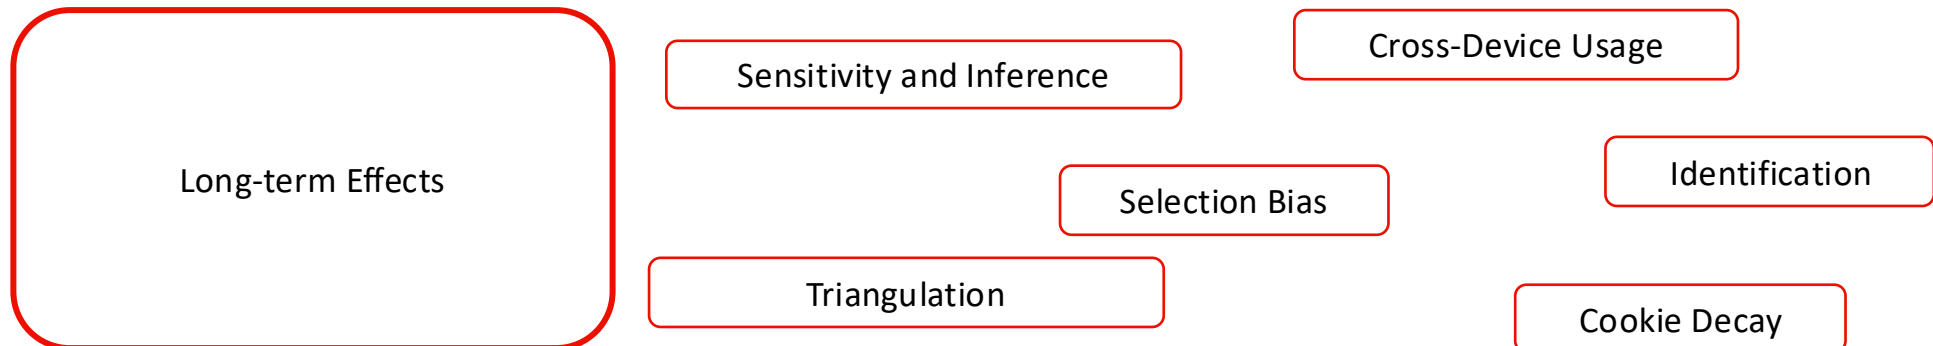 Long-term Effects
Sensitivity and Inference
Cross-Device Usage
Selection Bias
Identification
Triangulation
Cookie Decay